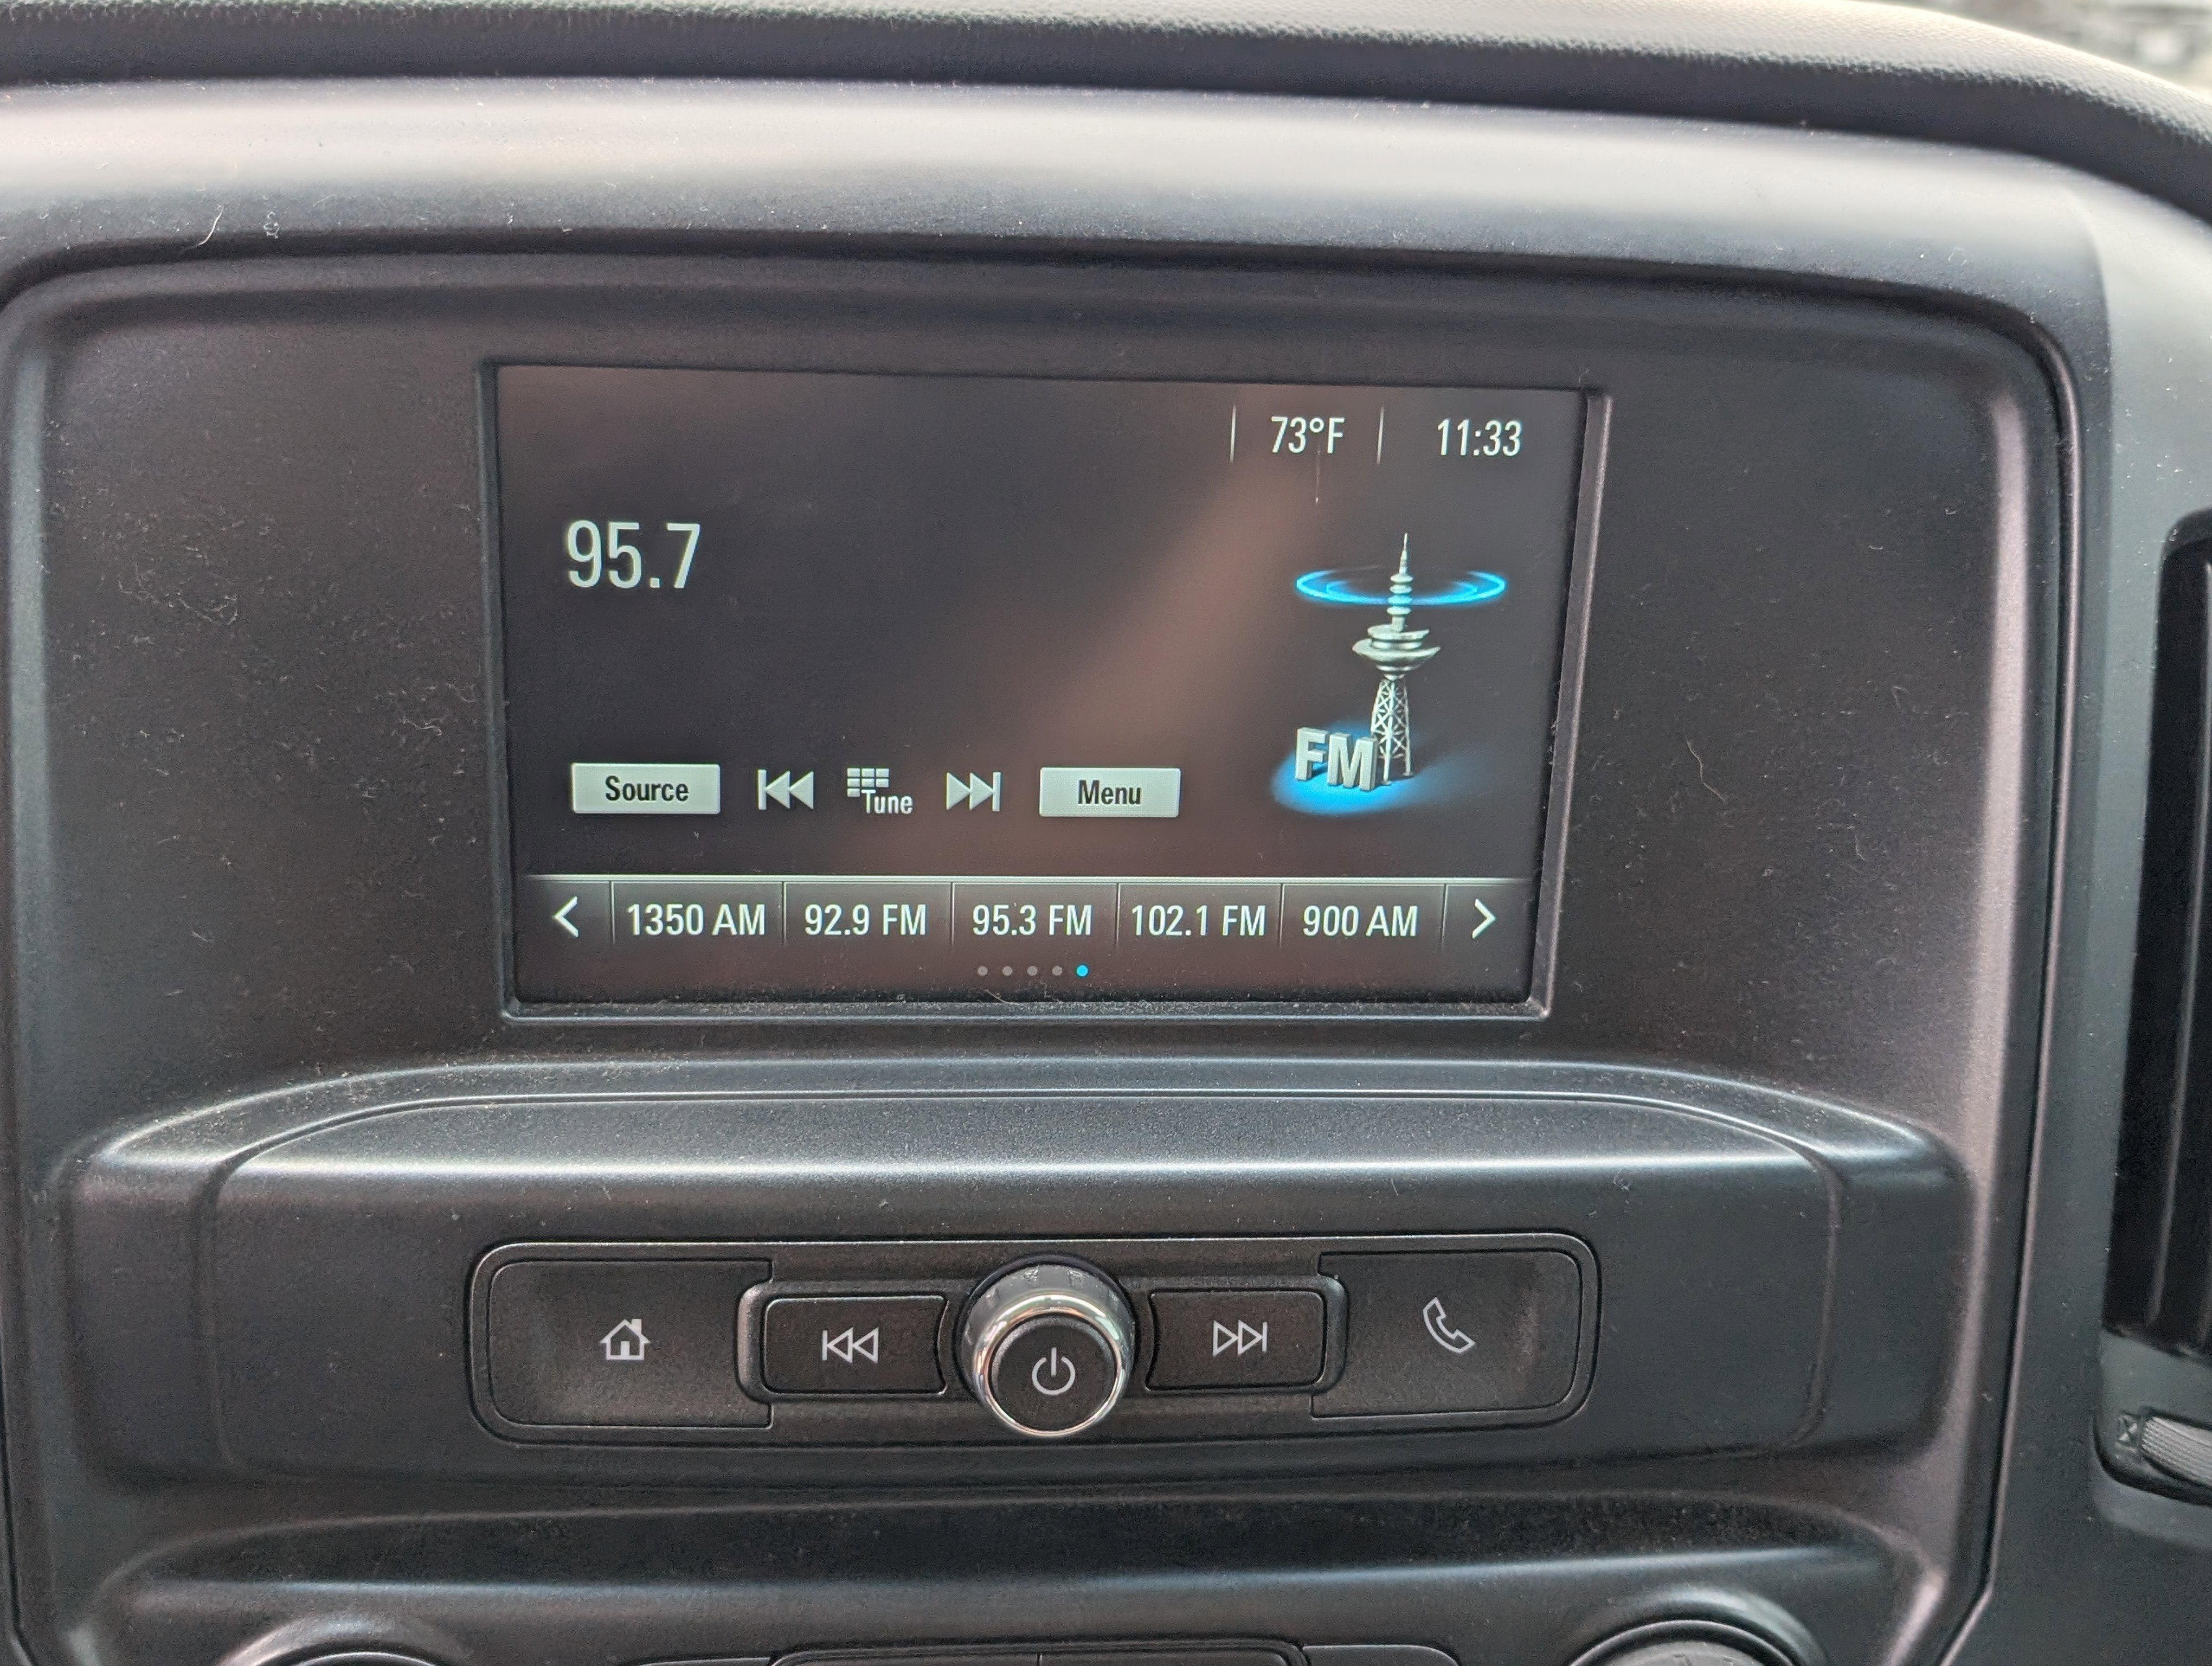 73°F 11:33
95.7
FM
Source Tune Menu
1350 AM 92.9 FM 95.3 FM 102.1 FM 900 AM